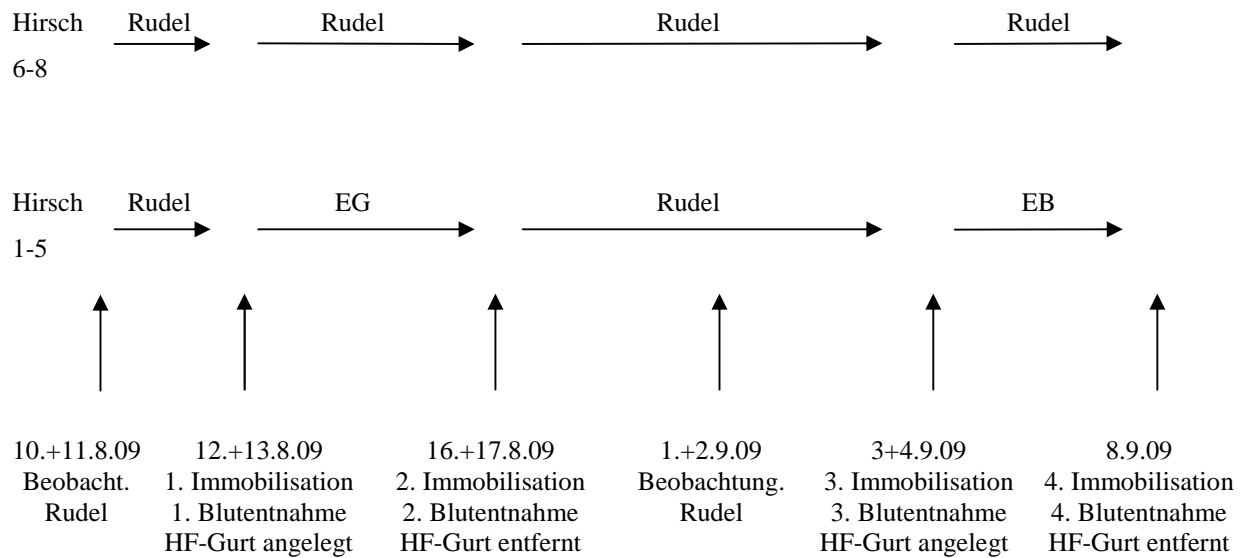 Hirsch Rudel Rudel Rudel Rudel
6-8
Hirsch Rudel EG Rudel EB
1-5
10.+11.8.09 12.+13.8.09 16.+17.8.09 1.+2.9.09 3+4.9.09 8.9.09
Beobacht. 1. Immobilisation 2. Immobilisation Beobachtung. 3. Immobilisation 4. Immobilisation
Rudel 1. Blutentnahme 2. Blutentnahme Rudel 3. Blutentnahme 4. Blutentnahme
HF-Gurt angelegt HF-Gurt entfernt HF-Gurt angelegt HF-Gurt entfernt